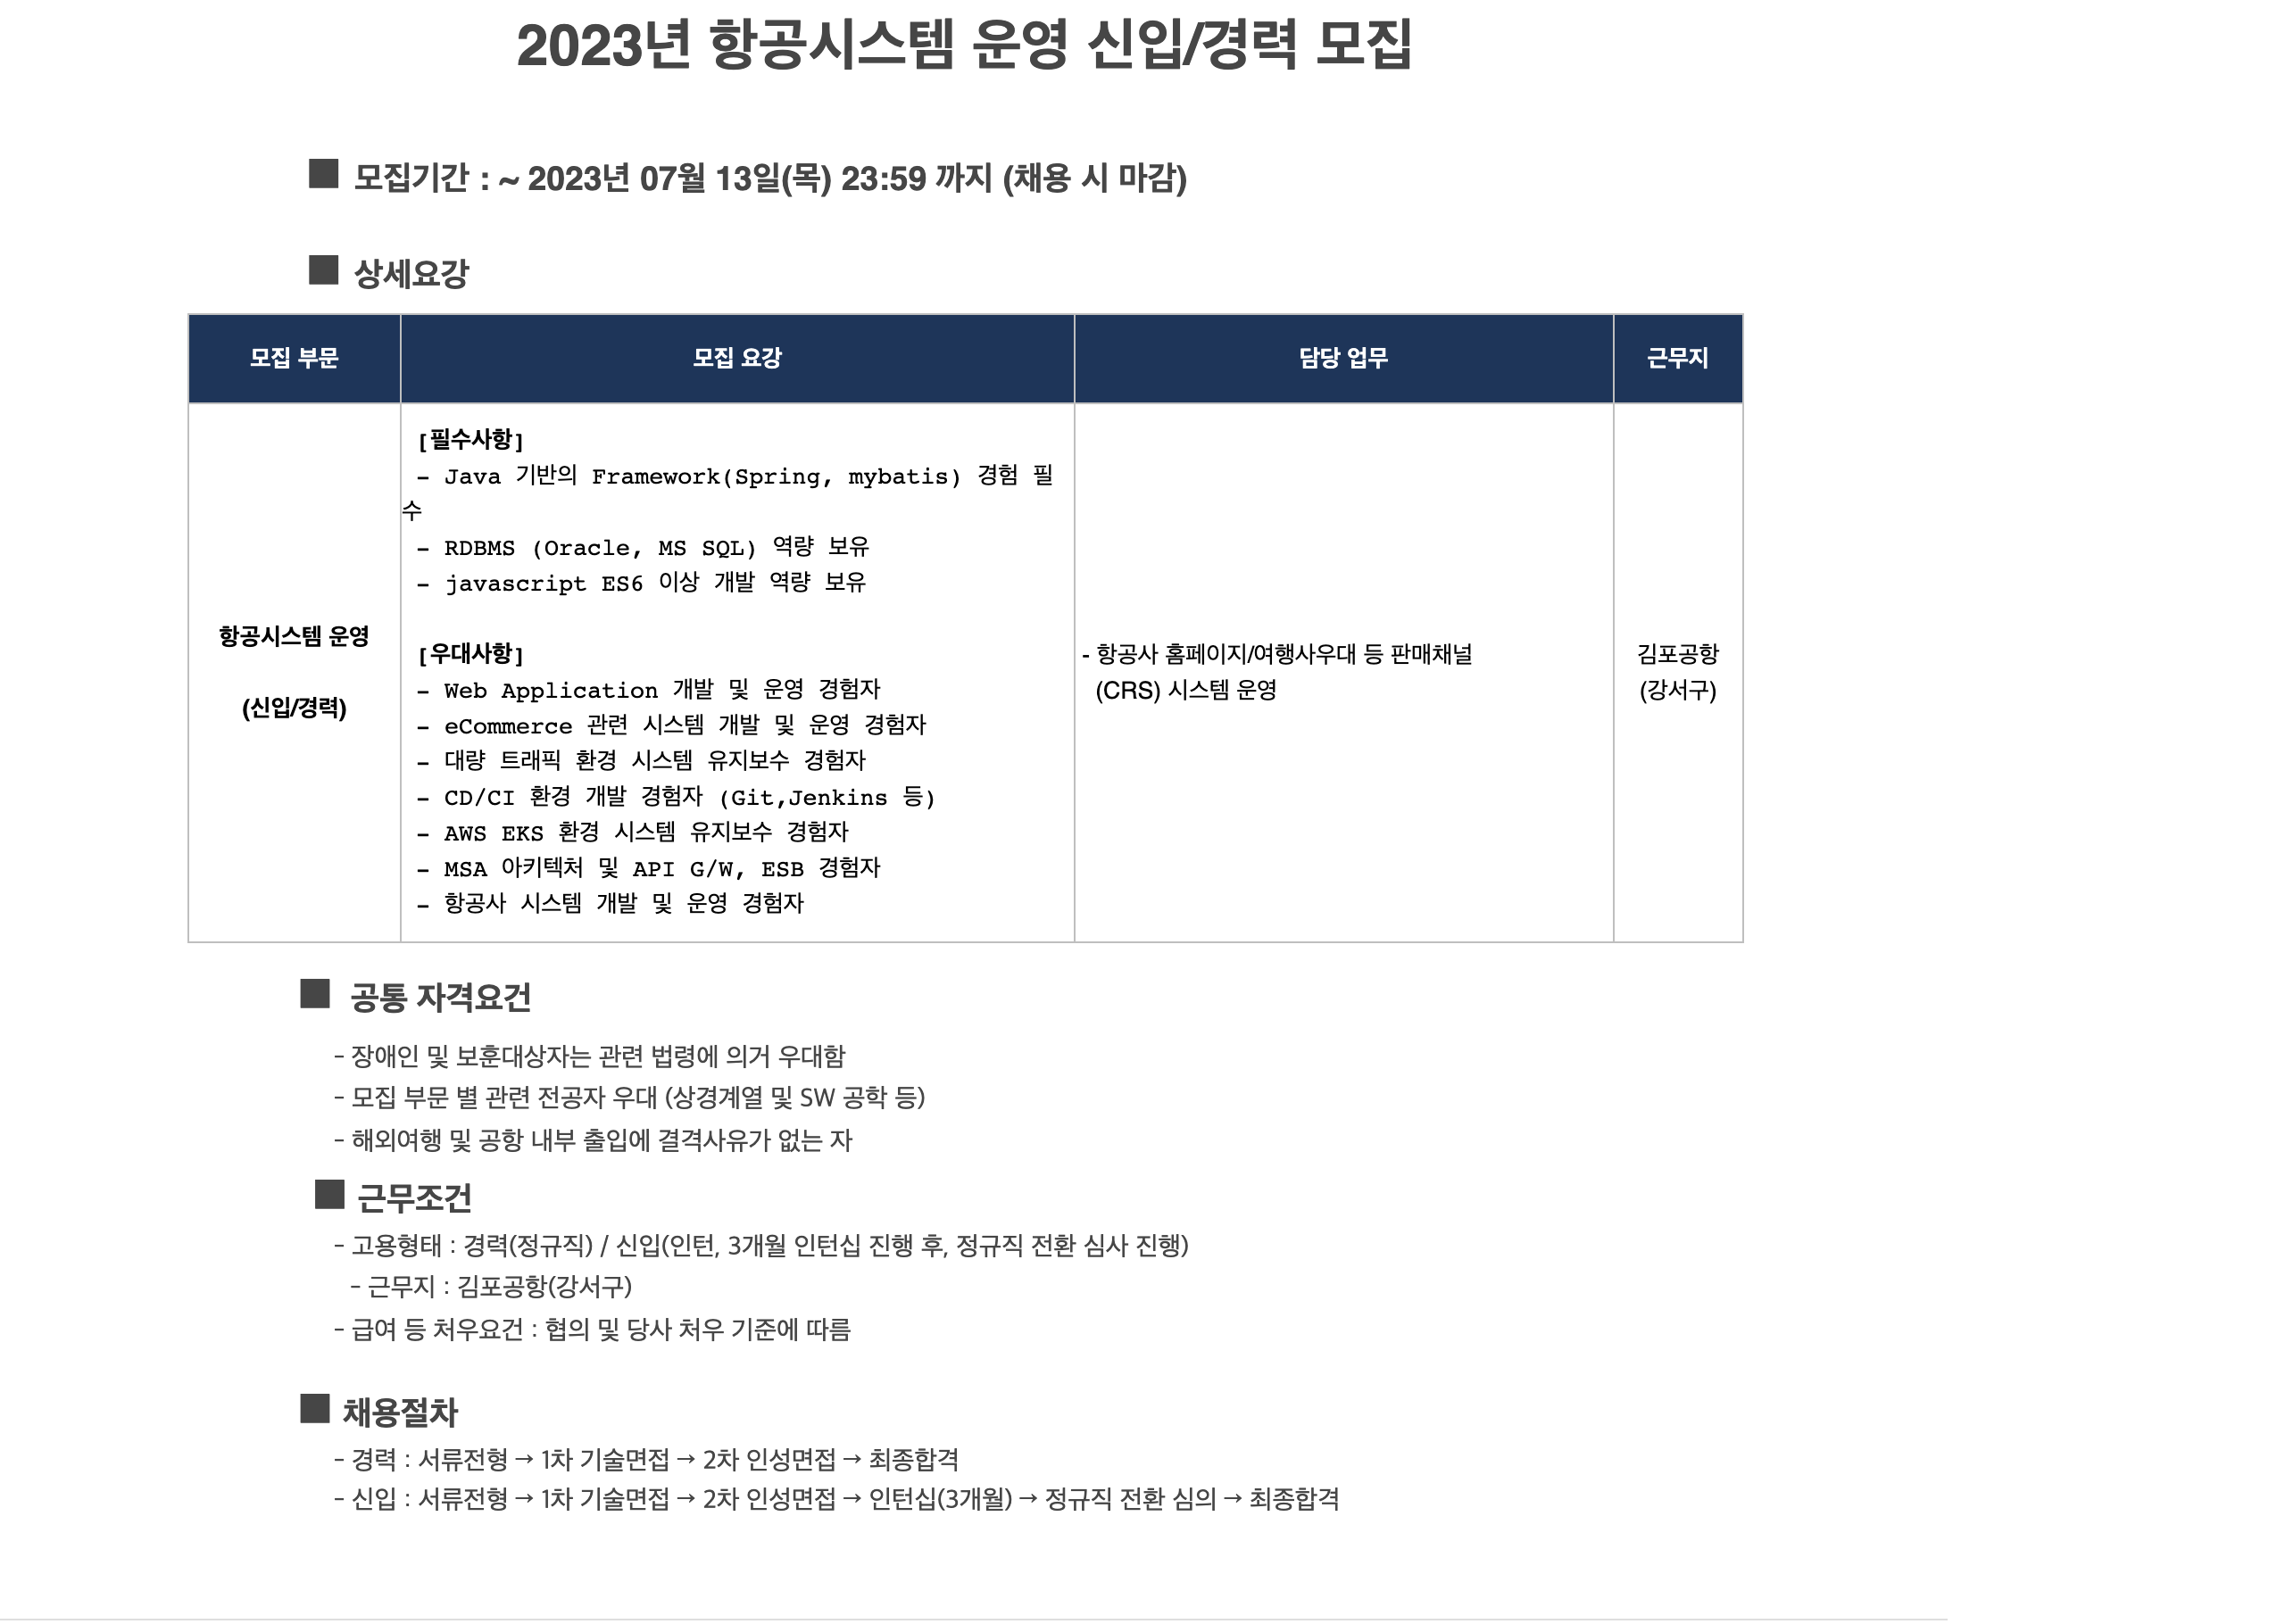 2023년 항공시스템 운영 신입/경력 모집
■ 모집기간 : ~ 2023년 07월 13일(목) 23:59 까지 (채용 시 마감)
■ 상세요강
모집 부문
모집 요강
담당 업무
근무지
항공시스템 운영
(신입/경력)
[필수사항]
- Java 기반의 Framework(Spring, mybatis) 경험 필
수
- RDBMS (Oracle, MS SQL) 역량 보유
- javascript ES6 이상 개발 역량 보유
[우대사항]
- Web Application 개발 및 운영 경험자
- eCommerce 관련 시스템 개발 및 운영 경험자
- 대량 트래픽 환경 시스템 유지보수 경험자
- CD/CI 환경 개발 경험자 (Git,Jenkins 등)
- AWS EKS 환경 시스템 유지보수 경험자
- MSA 아키텍처 및 API G/W, ESB 경험자
- 항공사 시스템 개발 및 운영 경험자
- 항공사 홈페이지/여행사우대 등 판매채널
(CRS) 시스템 운영
김포공항
(강서구)
■ 공통 자격요건
- 장애인 및 보훈대상자는 관련 법령에 의거 우대함
- 모집 부문 별 관련 전공자 우대 (상경계열 및 SW 공학 등)
- 해외여행 및 공항 내부 출입에 결격사유가 없는 자
■ 근무조건
- 고용형태 : 경력(정규직) / 신입(인턴, 3개월 인턴십 진행 후, 정규직 전환 심사 진행)
- 근무지 : 김포공항(강서구)
- 급여 등 처우요건 : 협의 및 당사 처우 기준에 따름
■ 채용절차
- 경력 : 서류전형 → 1차 기술면접 → 2차 인성면접 → 최종합격
- 신입 : 서류전형 → 1차 기술면접 → 2차 인성면접 → 인턴십(3개월) → 정규직 전환 심의 → 최종합격